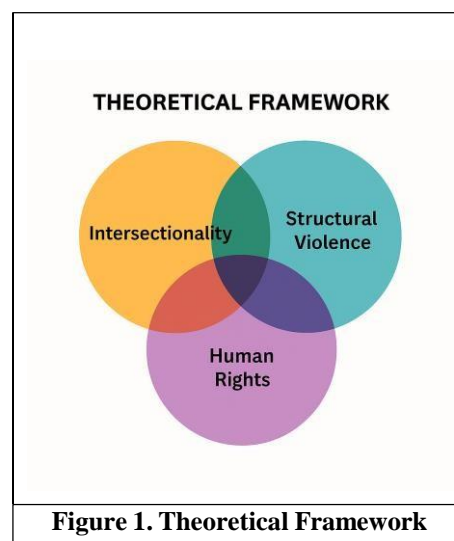 THEORETICAL FRAMEWORK
Intersectionality
Structural
Violence
Human
Rights
Figure 1. Theoretical Framework